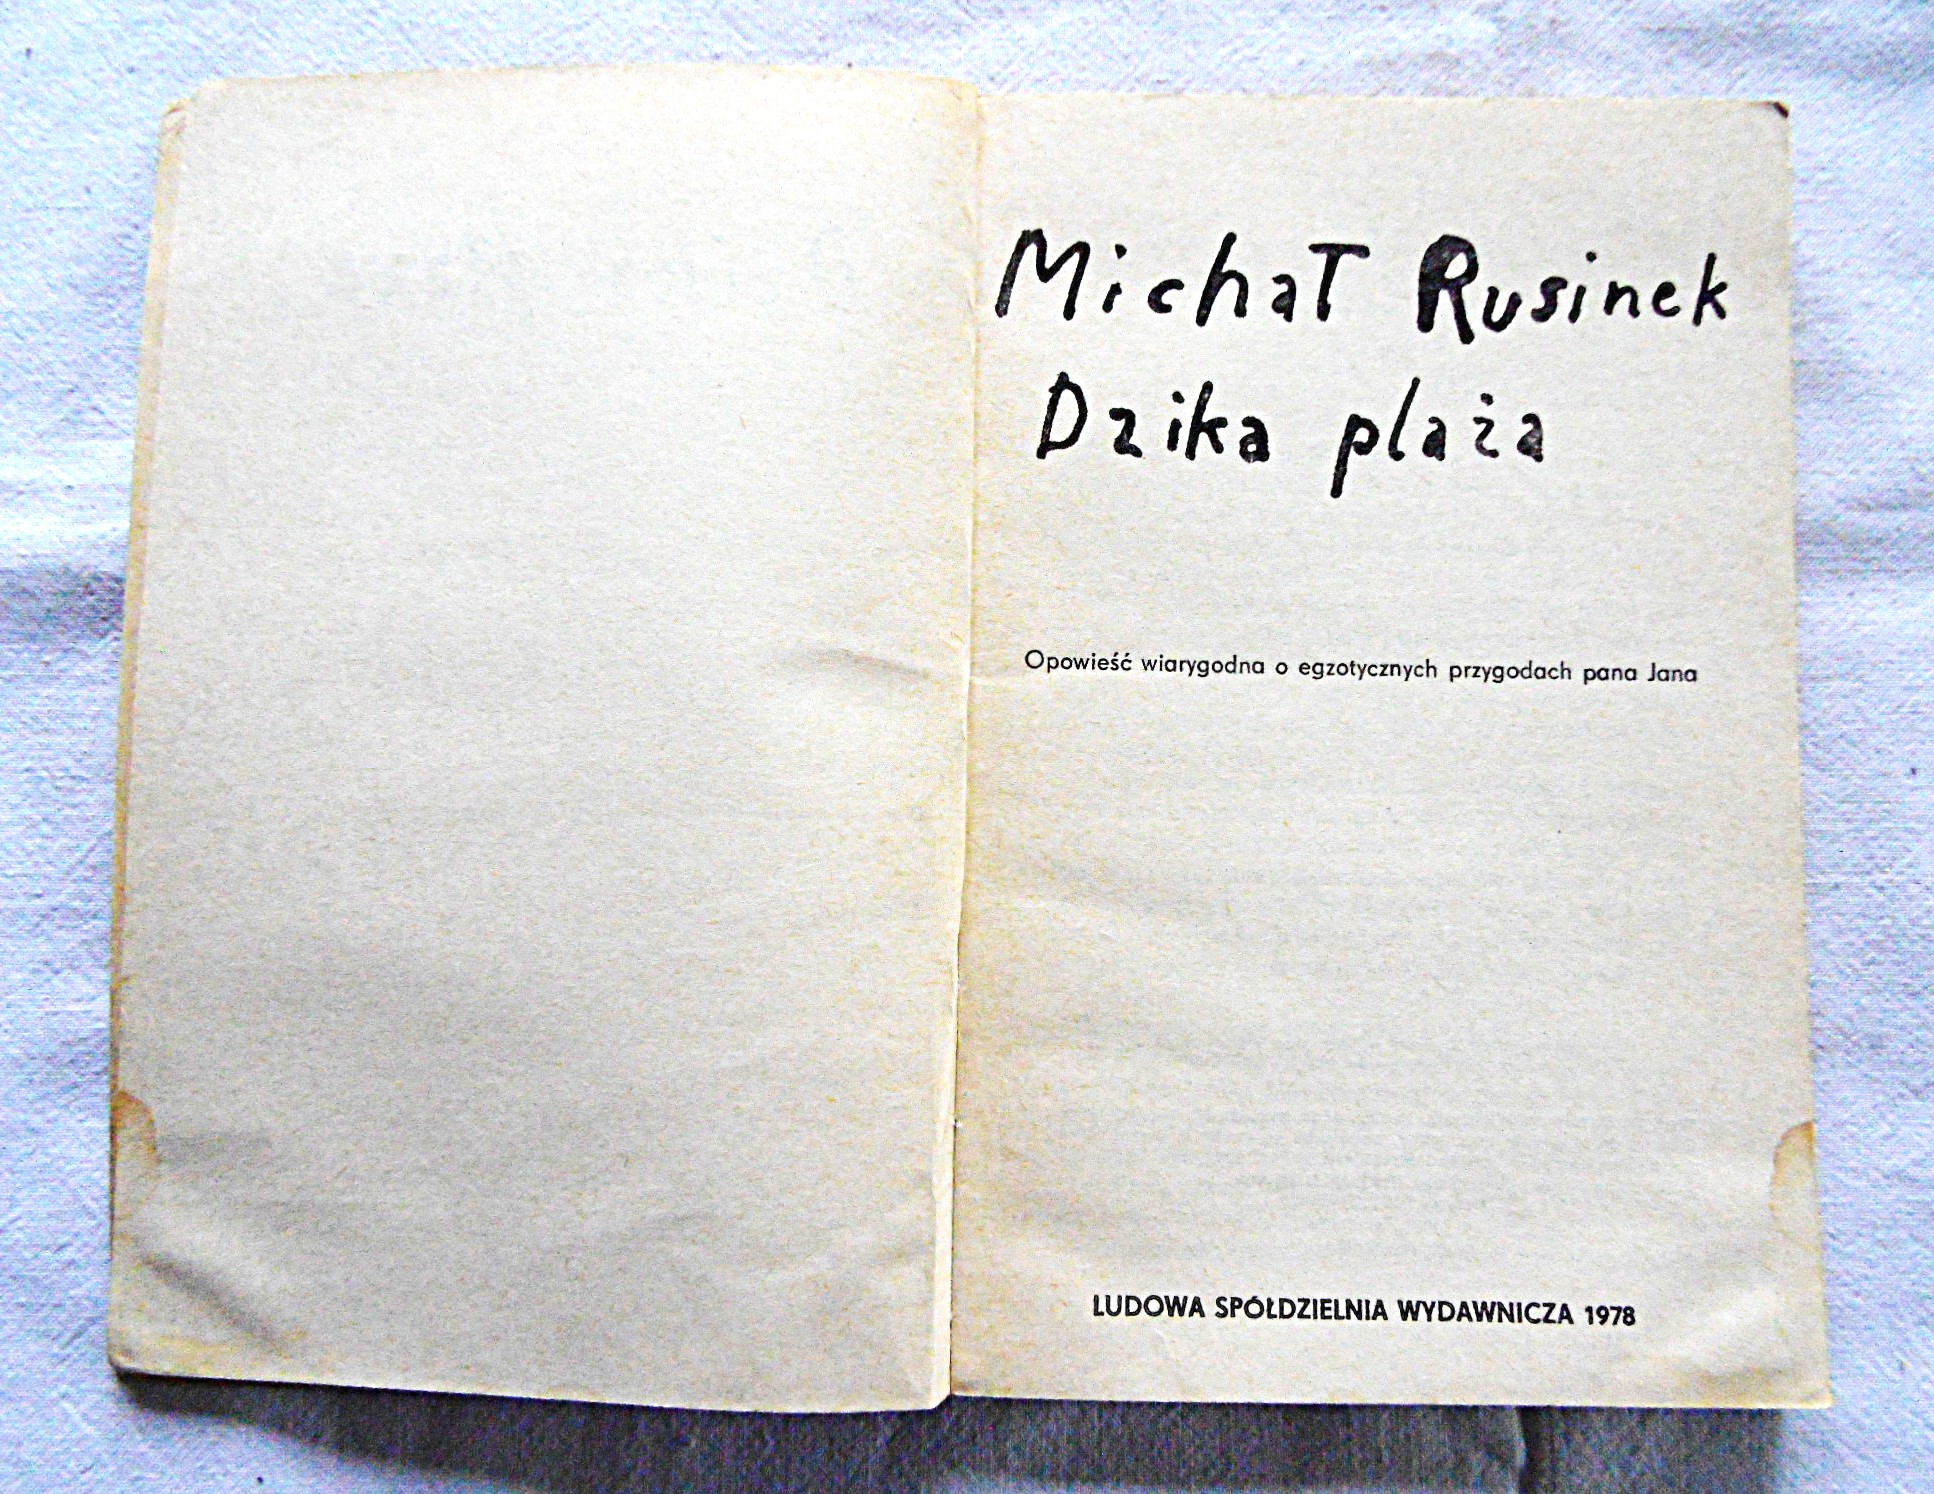 Michał Rusinek
Dzika plaża
Opowieść wiarygodna o egzotycznych przygodach pana Jana
LUDOWA SPÓŁDZIELNIA WYDAWNICZA 1978